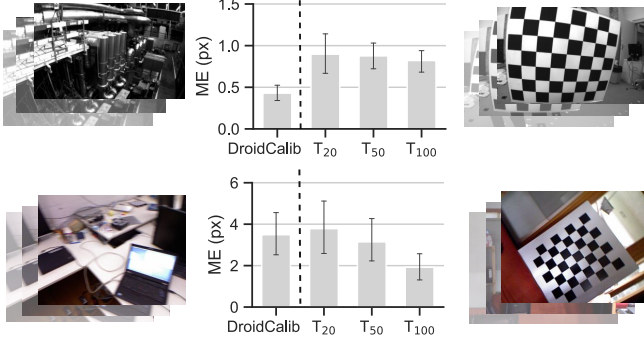 1.5
1.0
0.5
0.0
ME (px)
DroidCalib T₂₀ T₅₀ T₁₀₀
6
4
2
0
ME (px)
DroidCalib T₂₀ T₅₀ T₁₀₀